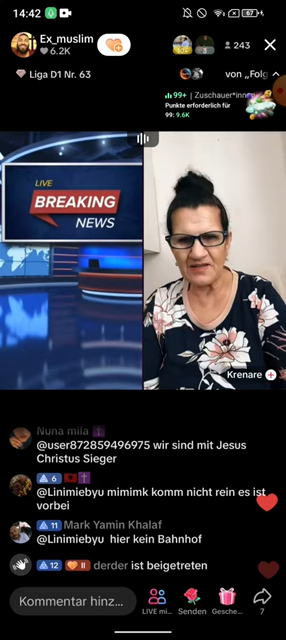 14:42
67
Ex_muslim
6.2K
243
Liga D1 Nr. 63
von „Folg
99+ | Zuschauer*innen
Punkte erforderlich für
99: 9.6K
LIVE
BREAKING
NEWS
Krenare
Nuna mila
@user872859496975 wir sind mit Jesus
Christus Sieger
6
@Linimiebyu mimimk komm nicht rein es ist
vorbei
11 Mark Yamin Khalaf
@Linimiebyu hier kein Bahnhof
12 II derder ist beigetreten
Kommentar hinz...
LIVE mi...
Senden
Gesche...
7